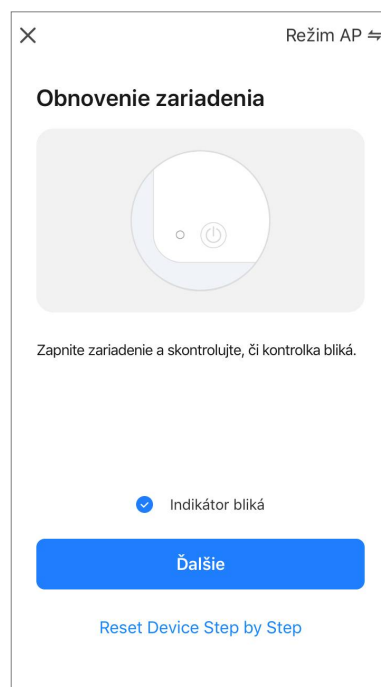 Režim AP
Obnovenie zariadenia
Zapnite zariadenie a skontrolujte, či kontrolka bliká.
Indikátor bliká
Ďalšie
Reset Device Step by Step